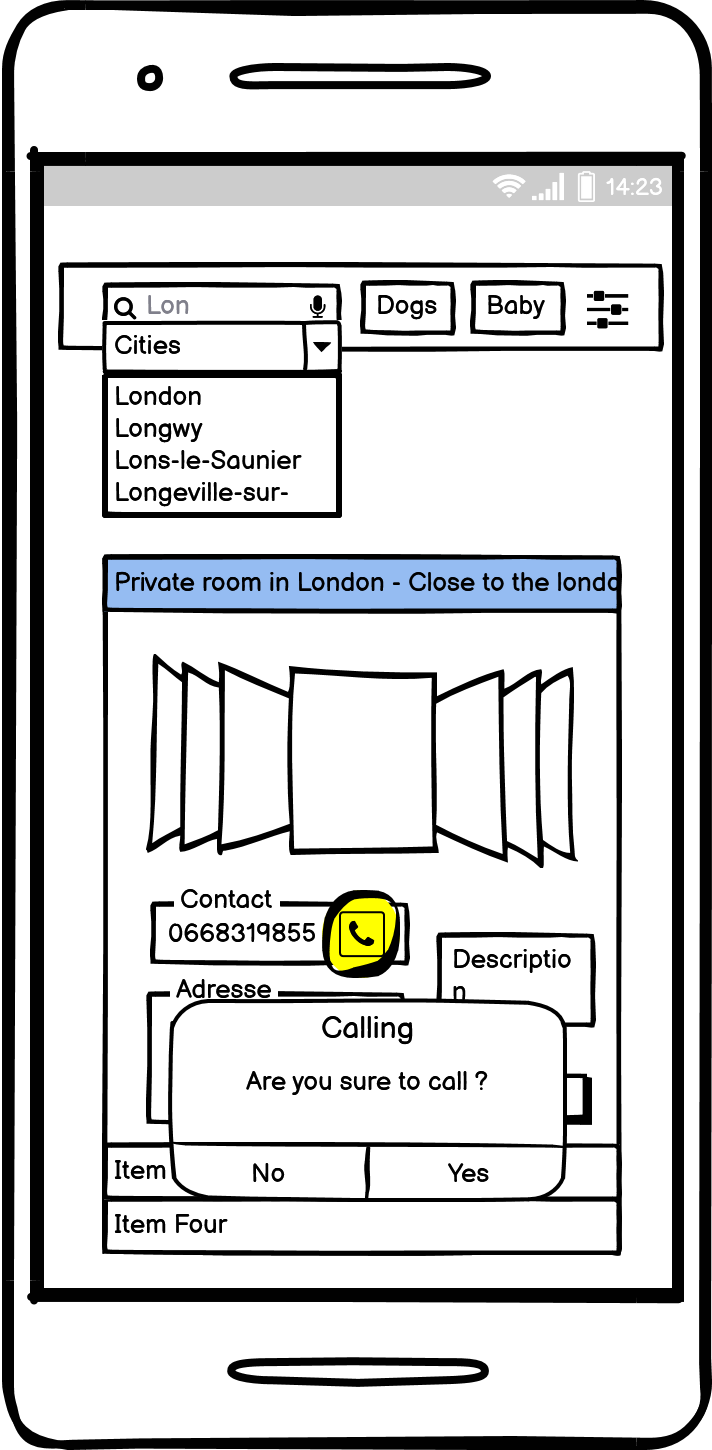 14:23
Lon
Dogs
Baby
Cities
London
Longwy
Lons-le-Saunier
Longeville-sur-
Private room in London - Close to the londo
Contact
0668319855
Descriptio
n
Adresse
Calling
Are you sure to call ?
Item
No
Yes
Item Four